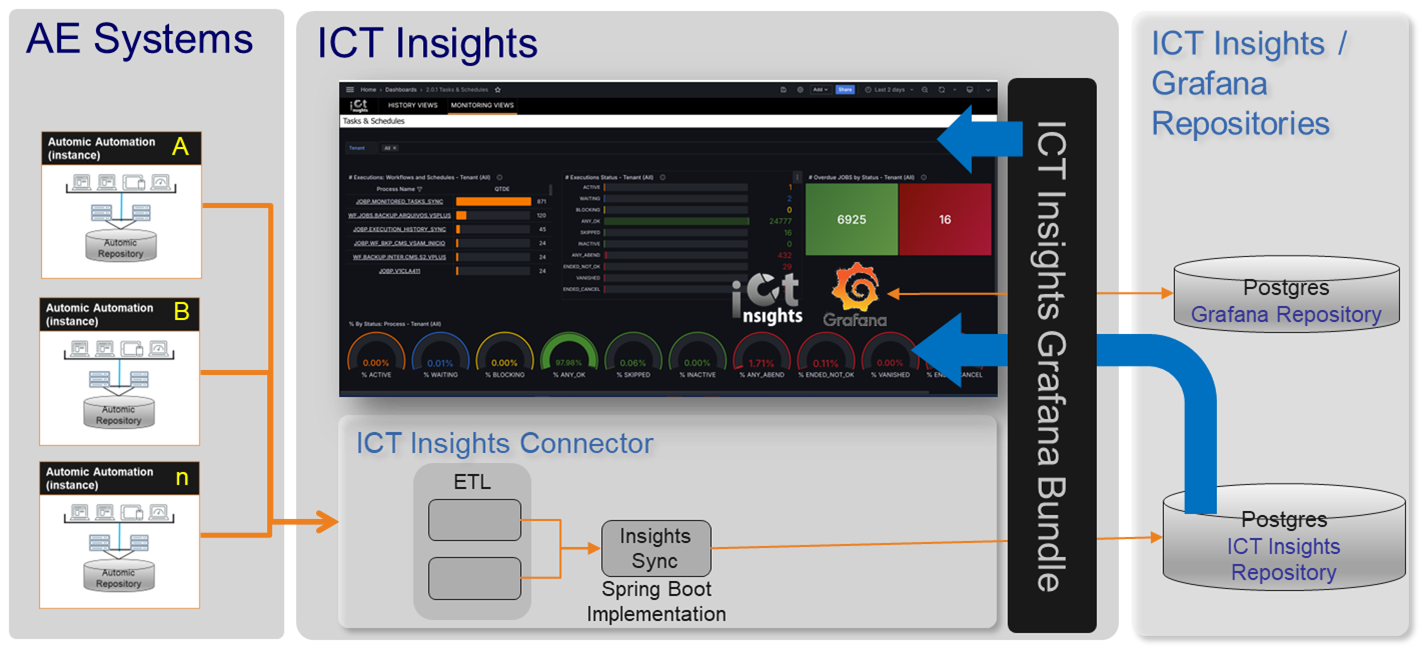 AE Systems
Automic Automation
(instance)
A
Automic
Repository
Automic Automation
(instance)
B
Automic
Repository
Automic Automation
(instance)
n
Automic
Repository
ICT Insights
Home › Dashboards › 2.0.1 Tasks & Schedules
Add
Share
Last 2 days
ict
insights
HISTORY VIEWS
MONITORING VIEWS
Tasks & Schedules
Tenant
All ×
# Executions: Workflows and Schedules - Tenant (All)
Process Name
QTDE
JOBP.MONITORED_TASKS_SYNC
871
WF.JOBS.BACKUP.ARQUIVOS.VSPLUS
120
JOBP.EXECUTION_HISTORY_SYNC
45
JOBP.WF_BKP_CMS_VSAM_INICIO
24
WF.BACKUP.INTER.CMS.S2.VPLUS
24
JOBP.V1CLA411
24
# Executions Status - Tenant (All)
ACTIVE
1
WAITING
2
BLOCKING
0
ANY_OK
24777
SKIPPED
16
INACTIVE
0
ANY_ABEND
432
ENDED_NOT_OK
29
VANISHED
ENDED_CANCEL
# Overdue JOBS by Status - Tenant (All)
6925
16
ict
insights
Grafana
% By Status: Process - Tenant (All)
0.00%
% ACTIVE
0.01%
% WAITING
0.00%
% BLOCKING
97.98%
% ANY_OK
0.06%
% SKIPPED
0.00%
% INACTIVE
1.71%
% ANY_ABEND
0.11%
% ENDED_NOT_OK
0.00%
% VANISHED
ICT Insights Connector
ETL
Insights
Sync
Spring Boot
Implementation
ICT Insights Grafana Bundle
ICT Insights /
Grafana
Repositories
Postgres
Grafana Repository
Postgres
ICT Insights
Repository